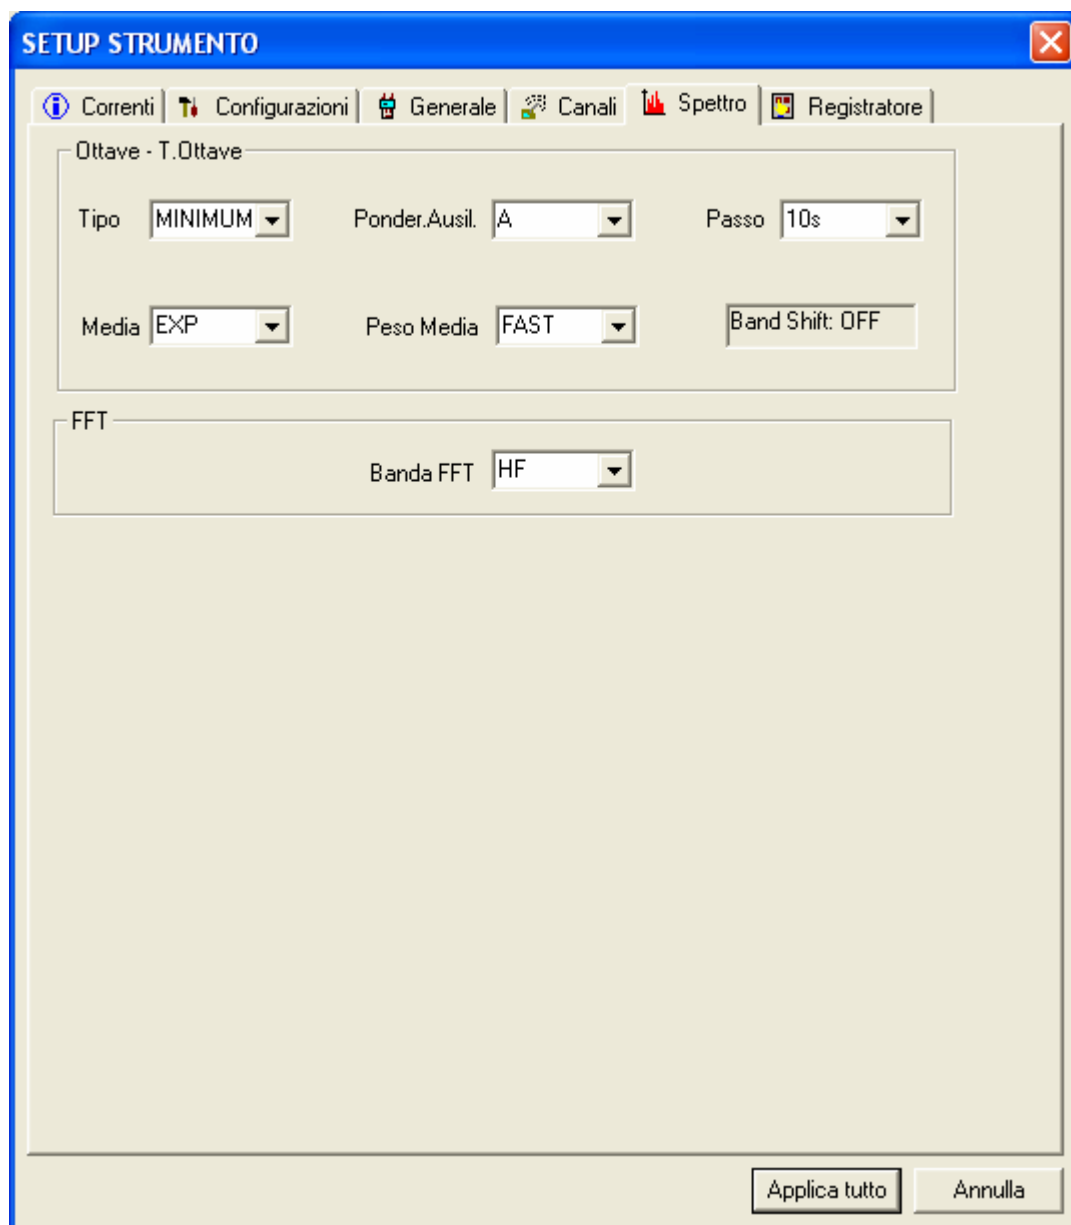 SETUP STRUMENTO
Correnti Configurazioni Generale Canali Spettro Registratore
Ottave - T.Ottave
Tipo MINIMUM Ponder.Ausil. A Passo 10s
Media EXP Peso Media FAST Band Shift: OFF
FFT
Banda FFT HF
Applica tutto Annulla